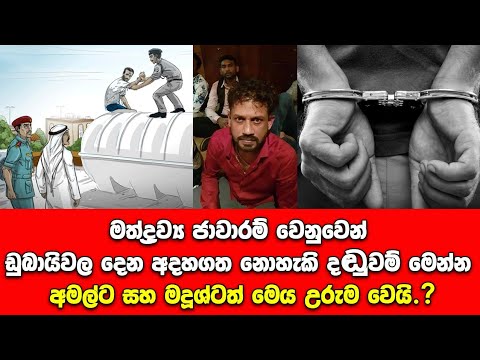 මත්ද්‍රව්‍ය ජාවාරම් වෙනුවෙන්
ඩුබායිවල දෙන අදහගත නොහැකි දඬුවම් මෙන්න
අමල්ට සහ මදූශ්ටත් මෙය උරුම වෙයි.?